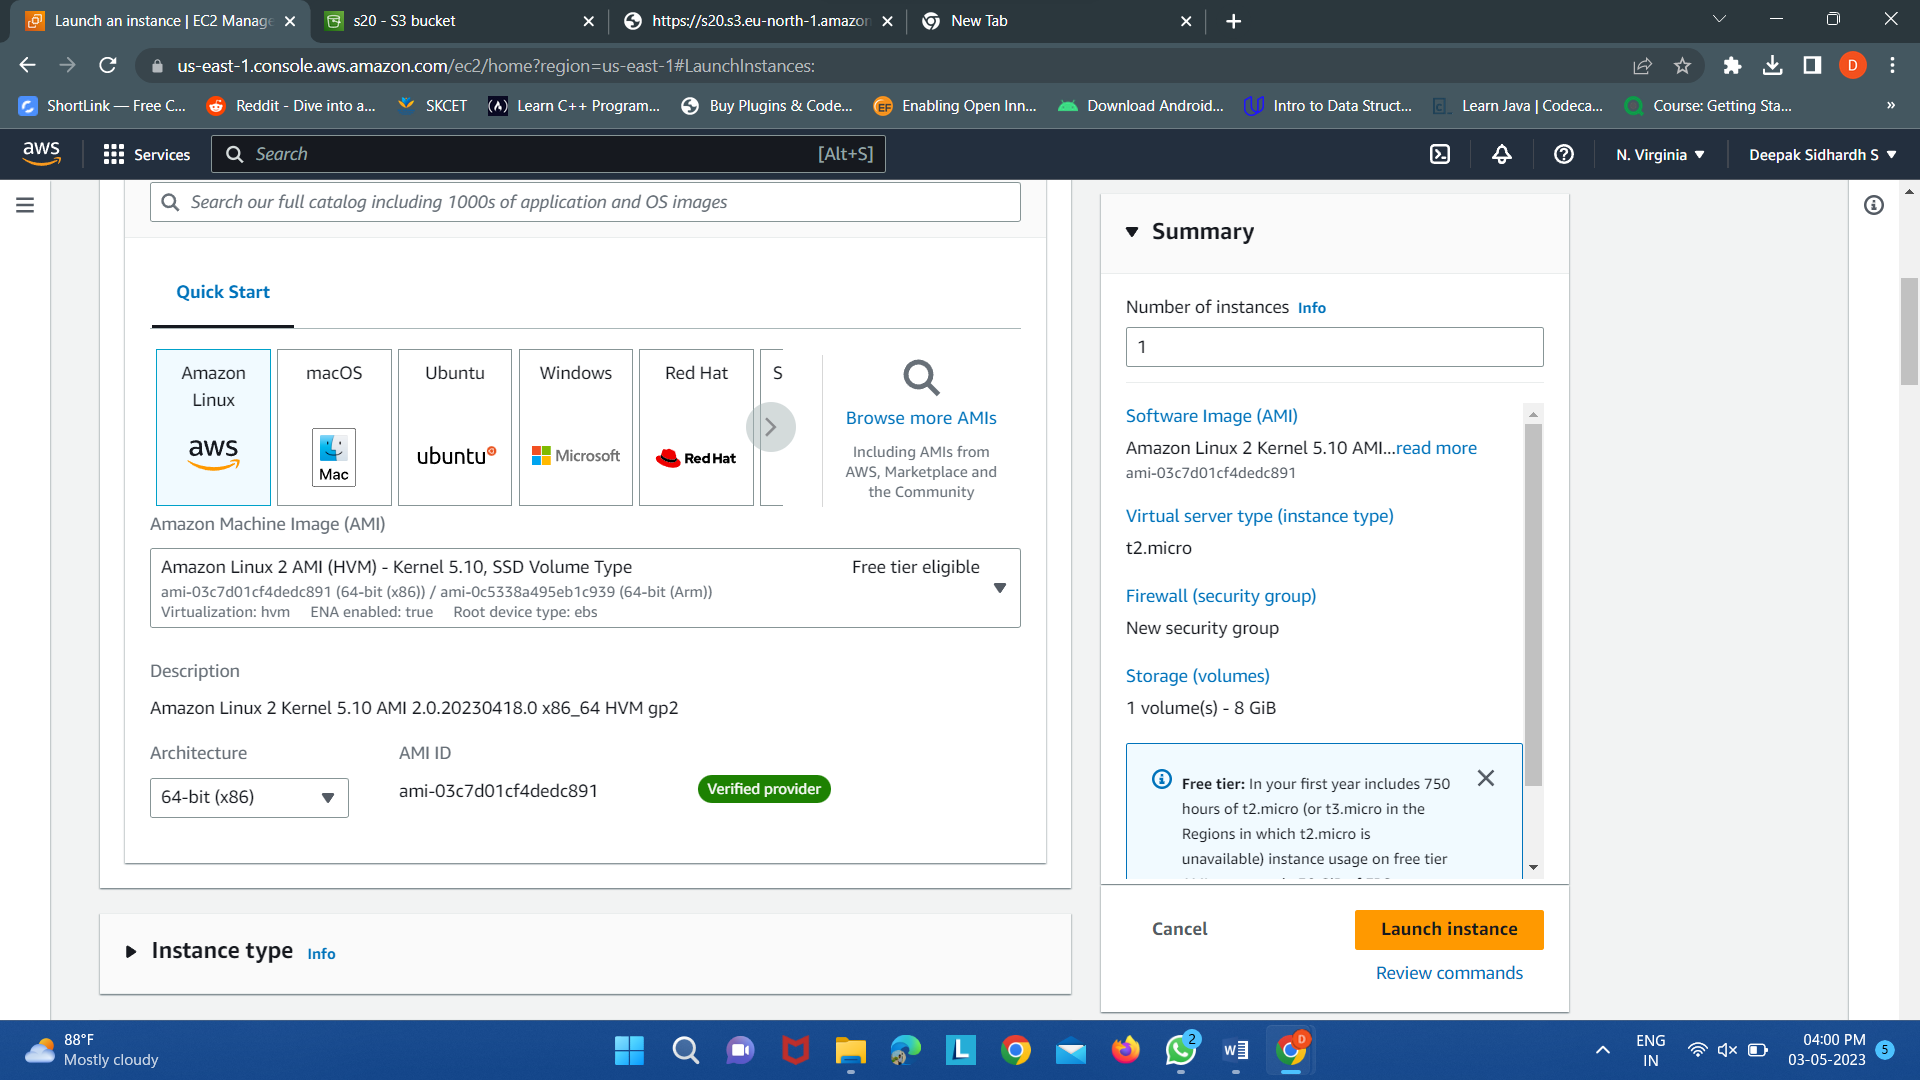 Launch an instance | EC2 Manage
s20 - S3 bucket
https://s20.s3.eu-north-1.amazon
New Tab
us-east-1.console.aws.amazon.com/ec2/home?region=us-east-1#LaunchInstances:
D
ShortLink — Free C...
Reddit - Dive into a...
SKCET
Learn C++ Program...
Buy Plugins & Code...
Enabling Open Inn...
Download Android...
Intro to Data Struct...
Learn Java | Codeca...
Course: Getting Sta...
»
aws
Services
Search
[Alt+S]
N. Virginia
Deepak Sidhardh S
Search our full catalog including 1000s of application and OS images
Quick Start
Amazon
Linux
aws
macOS
Mac
Ubuntu
ubuntu
Windows
Microsoft
Red Hat
Red Hat
S
Browse more AMIs
Including AMIs from
AWS, Marketplace and
the Community
Amazon Machine Image (AMI)
Amazon Linux 2 AMI (HVM) - Kernel 5.10, SSD Volume Type
Free tier eligible
ami-03c7d01cf4dedc891 (64-bit (x86)) / ami-0c5338a495eb1c939 (64-bit (Arm))
Virtualization: hvm ENA enabled: true Root device type: ebs
Description
Amazon Linux 2 Kernel 5.10 AMI 2.0.20230418.0 x86_64 HVM gp2
Architecture
AMI ID
64-bit (x86)
ami-03c7d01cf4dedc891
Verified provider
Instance type Info
Summary
Number of instances Info
1
Software Image (AMI)
Amazon Linux 2 Kernel 5.10 AMI...read more
ami-03c7d01cf4dedc891
Virtual server type (instance type)
t2.micro
Firewall (security group)
New security group
Storage (volumes)
1 volume(s) - 8 GiB
Free tier: In your first year includes 750
hours of t2.micro (or t3.micro in the
Regions in which t2.micro is
unavailable) instance usage on free tier
Cancel
Launch instance
Review commands
88°F
Mostly cloudy
L
2
D
ENG
IN
04:00 PM
03-05-2023
5